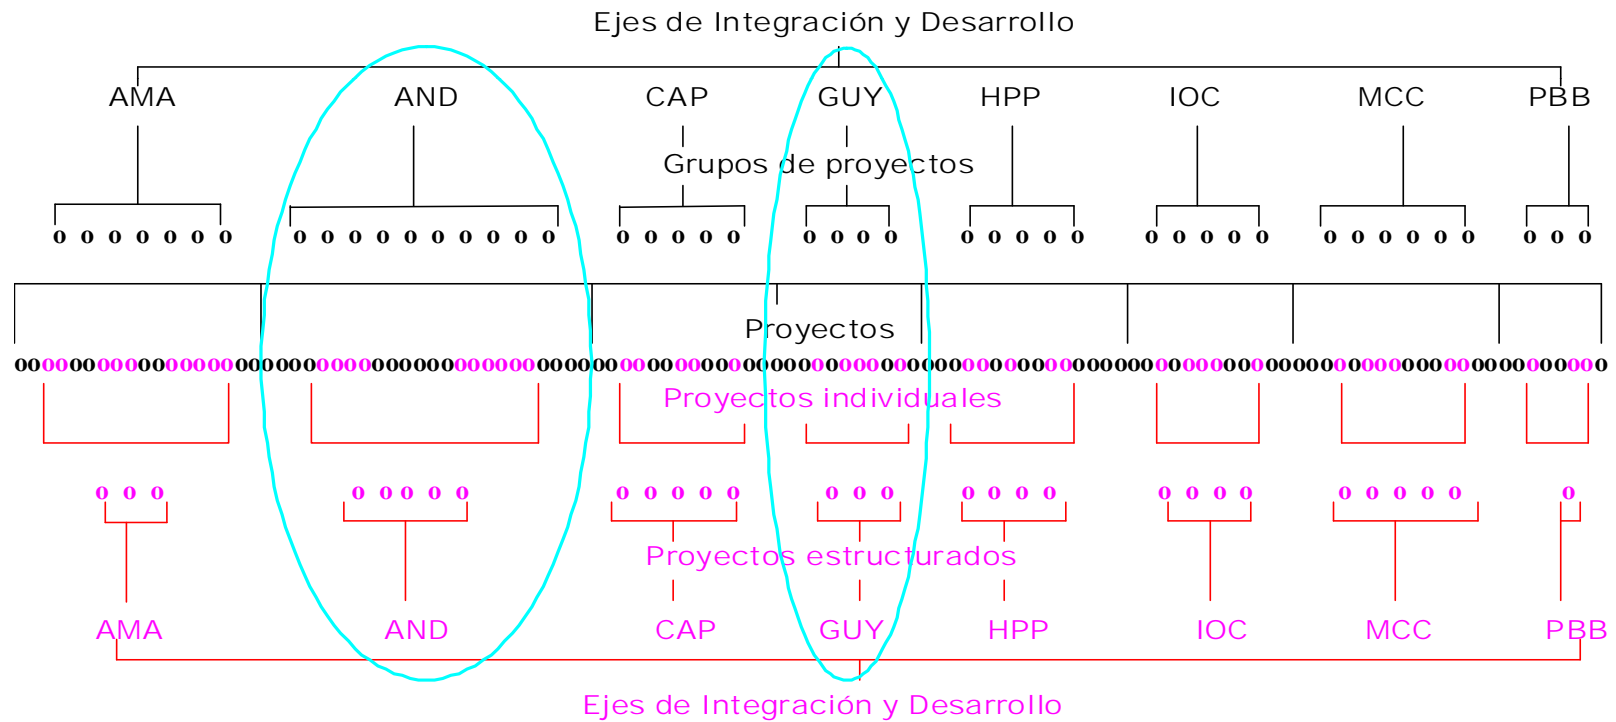 Ejes de Integración y Desarrollo
AMA AND CAP GUY HPP IOC MCC PBB
Grupos de proyectos
o o o o o o o o o o o o o o o o o o o o o o o o o o o o o o o o o o o o o o o o o o o o o o
Proyectos
Proyectos individuales
o o o o o o o o o o o o o o o o o o o o o o o o o o o o o o
Proyectos estructurados
AMA AND CAP GUY HPP IOC MCC PBB
Ejes de Integración y Desarrollo